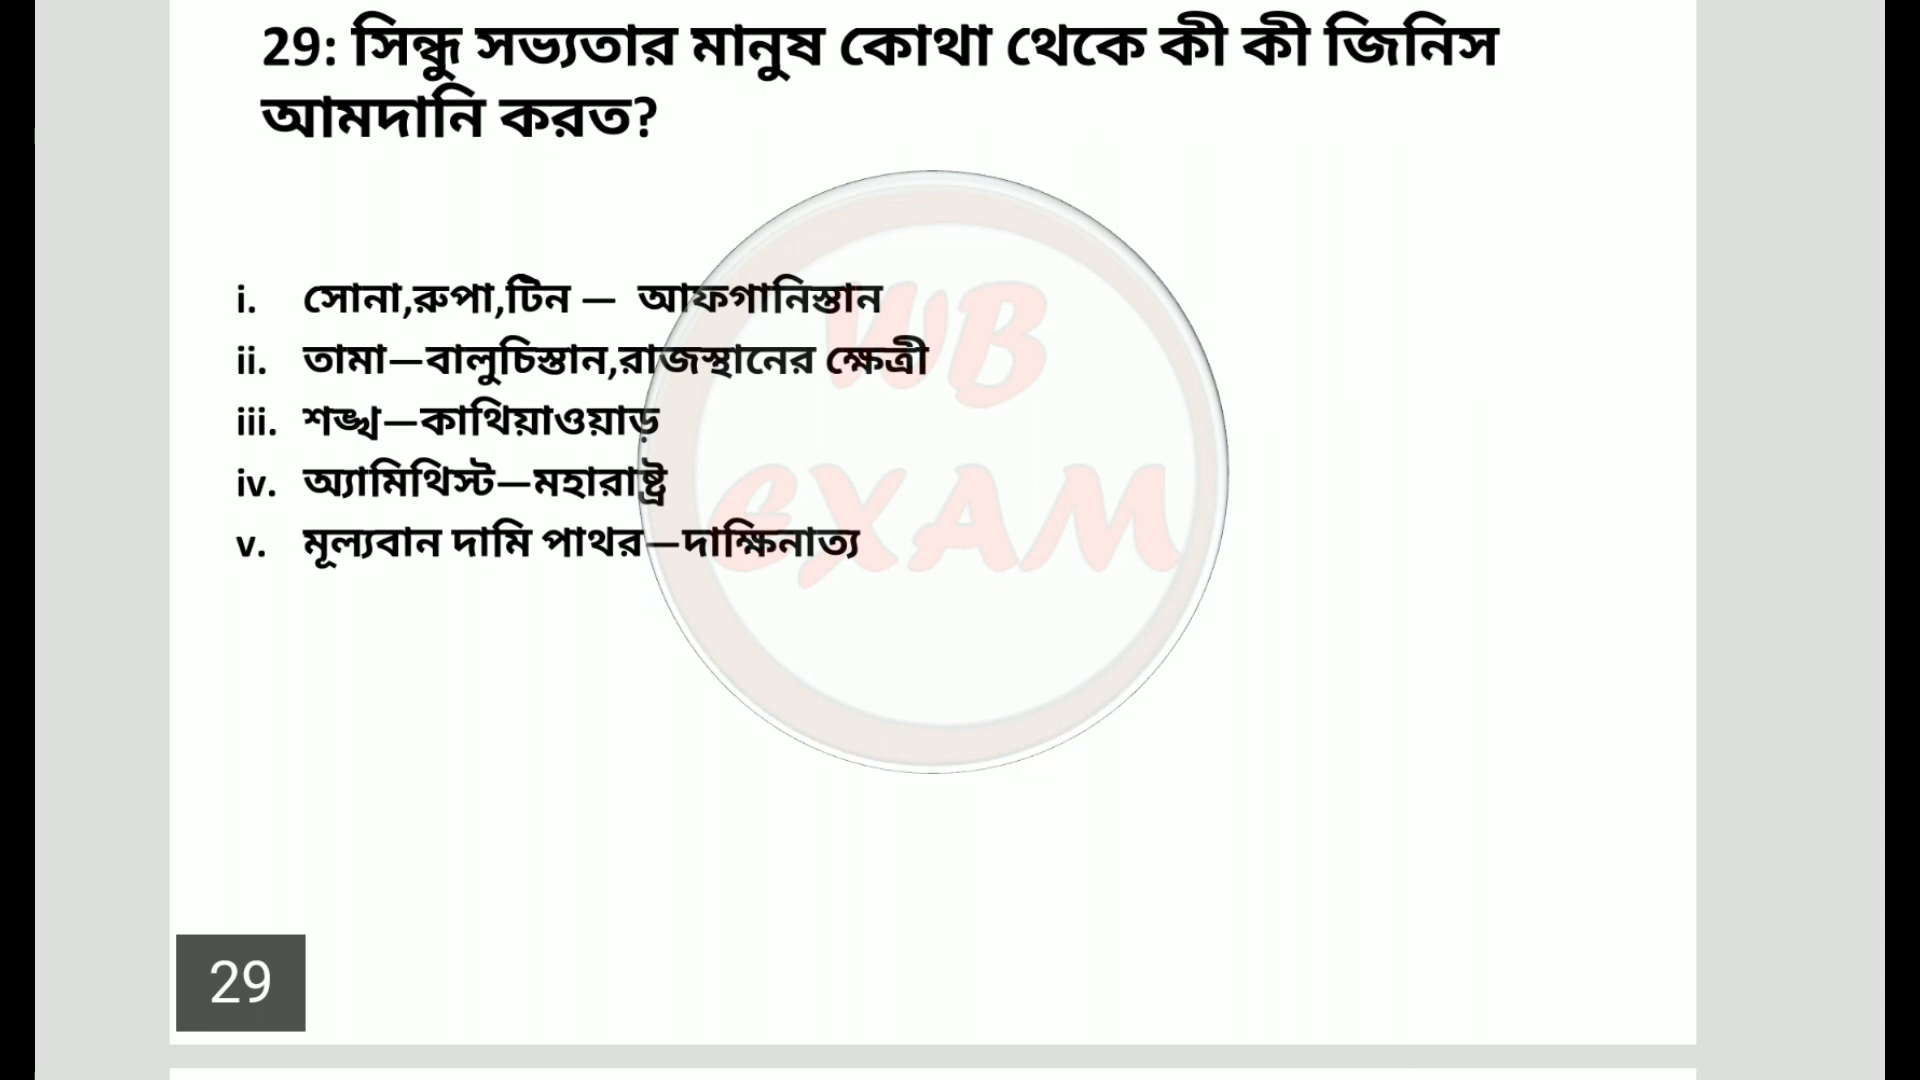 29: সিন্ধু সভ্যতার মানুষ কোথা থেকে কী কী জিনিস
আমদানি করত?
i. সোনা,রুপা,টিন — আফগানিস্তান
ii. তামা—বালুচিস্তান,রাজস্থানের ক্ষেত্রী
iii. শঙ্খ—কাথিয়াওয়াড়
iv. অ্যামিথিস্ট—মহারাষ্ট্র
v. মূল্যবান দামি পাথর—দাক্ষিনাত্য
WB
EXAM
29